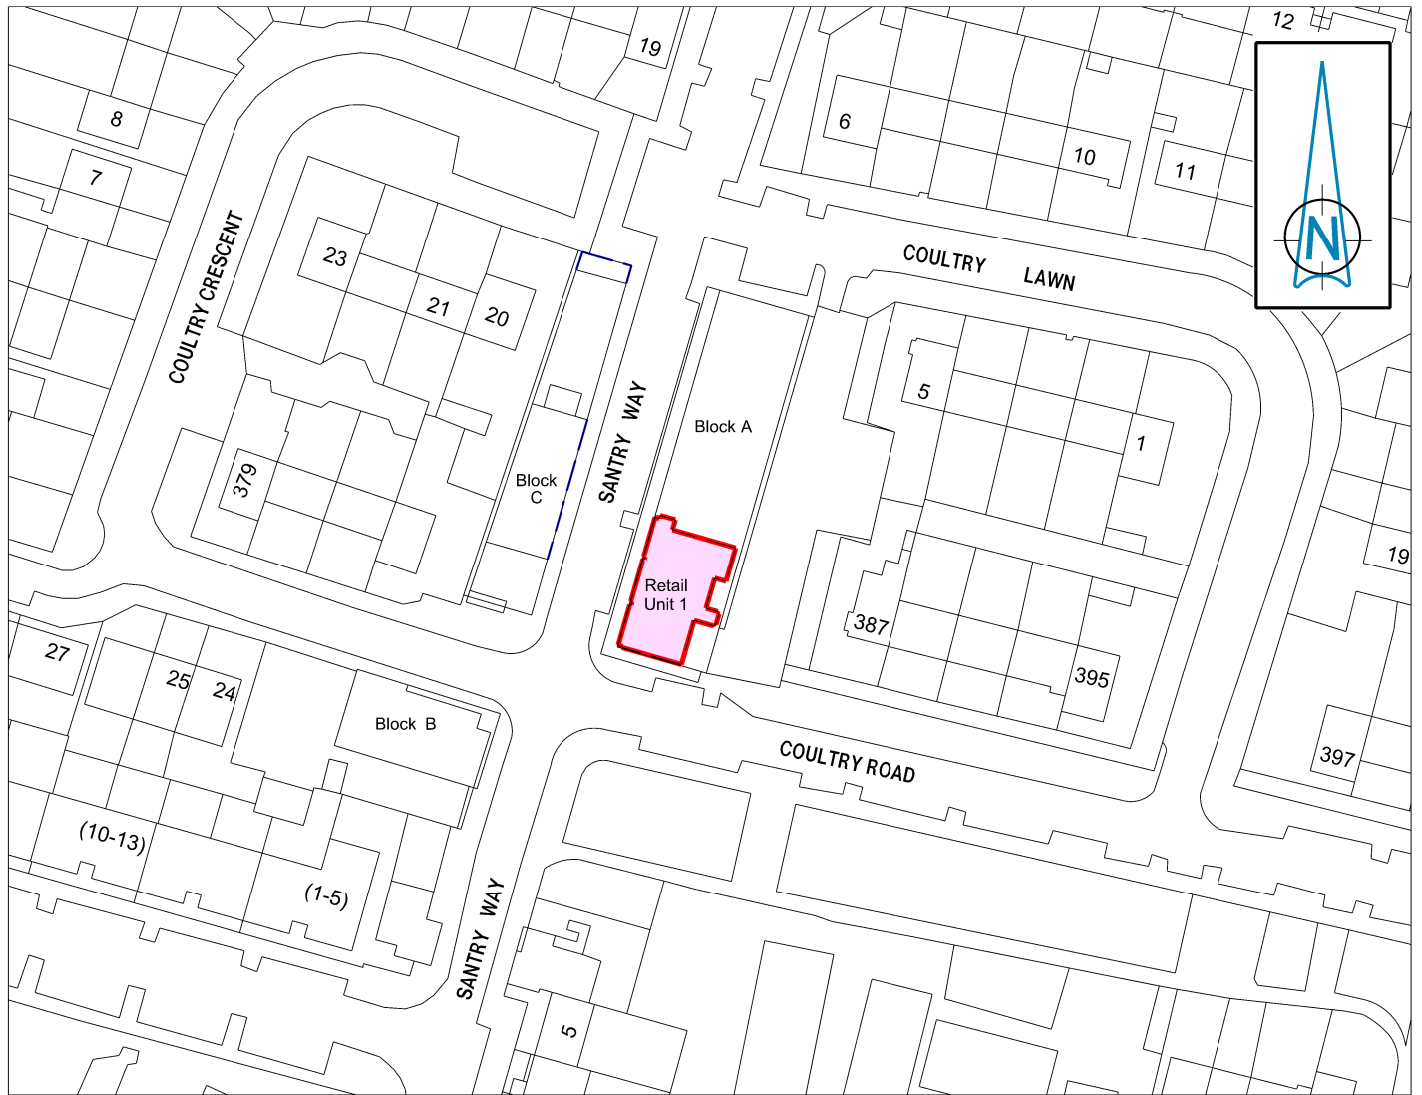 12
19
8
6
10
11
7
COULTRY CRESCENT
23
21
20
COULTRY LAWN
N
SANTRY WAY
Block A
5
1
379
Block
C
19
Retail
Unit 1
387
395
27
25
24
Block B
COULTRY ROAD
397
(10-13)
(1-5)
SANTRY WAY
5